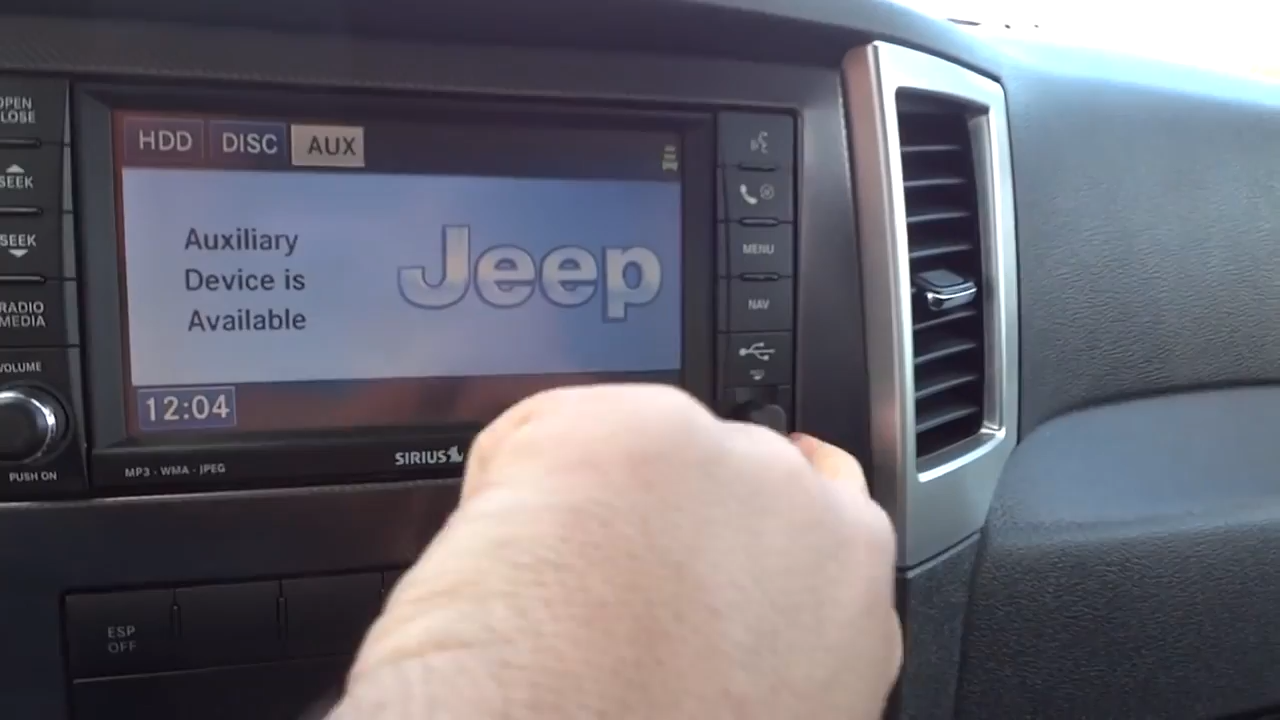 OPEN
CLOSE
SEEK
SEEK
RADIO
MEDIA
VOLUME
PUSH ON
HDD DISC AUX
Auxiliary
Device is
Available
Jeep
12:04
MP3 - WMA - JPEG
SIRIUS
MENU
NAV
ESP
OFF